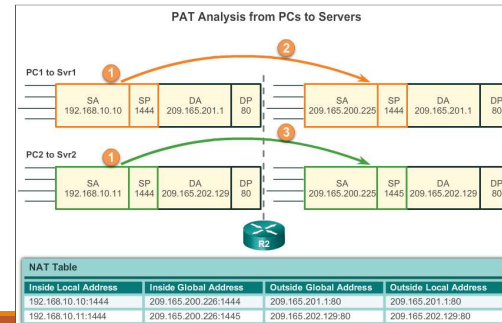 PAT Analysis from PCs to Servers
2
PC1 to Svr1
1
SA
192.168.10.10
SP
1444
DA
209.165.201.1
DP
80
SA
209.165.200.225
SP
1444
DA
209.165.201.1
DP
80
3
PC2 to Svr2
1
SA
192.168.10.11
SP
1444
DA
209.165.202.129
DP
80
SA
209.165.200.225
SP
1445
DA
209.165.202.129
DP
80
R2
NAT Table
Inside Local Address Inside Global Address Outside Global Address Outside Local Address
192.168.10.10:1444 209.165.200.226:1444 209.165.201.1:80 209.165.201.1:80
192.168.10.11:1444 209.165.200.226:1445 209.165.202.129:80 209.165.202.129:80